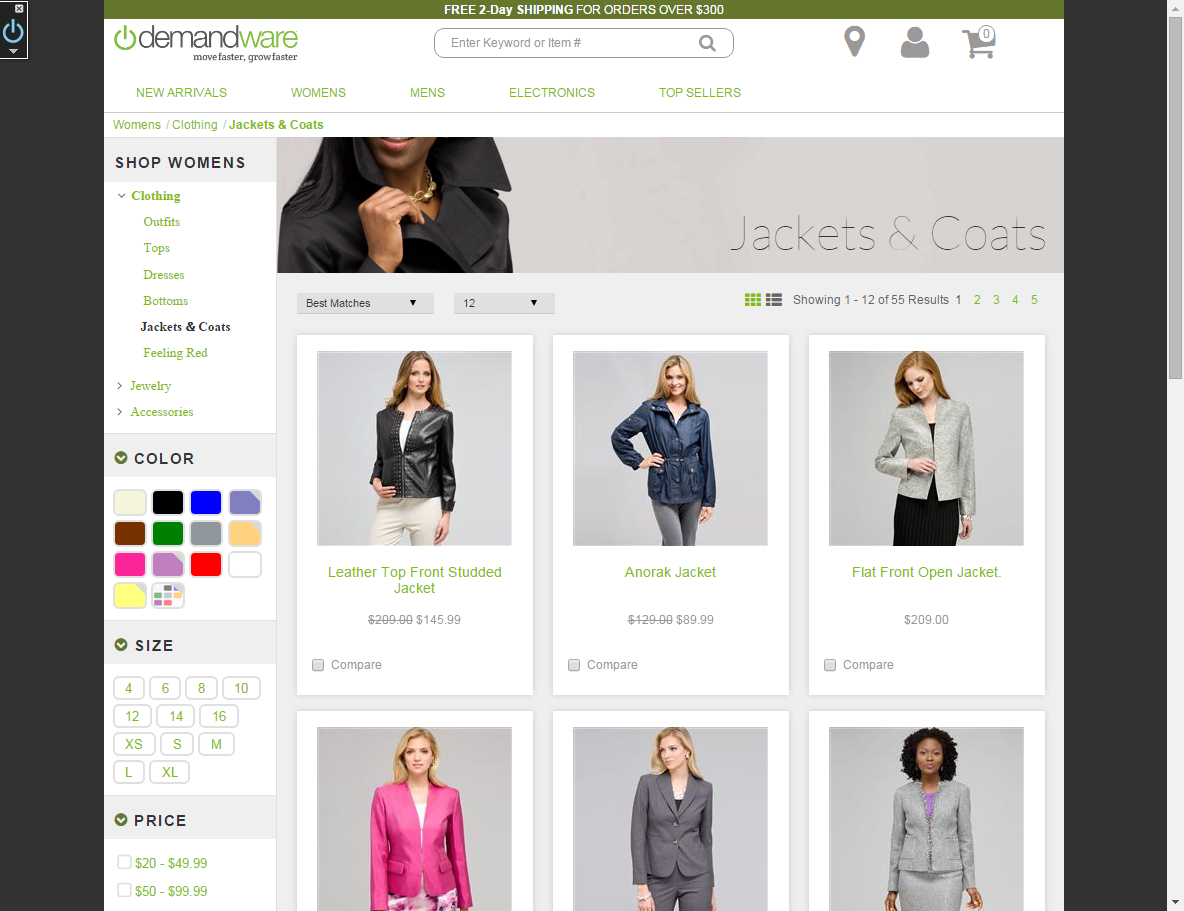 FREE 2-Day SHIPPING FOR ORDERS OVER $300
demandware
move faster, grow faster
Enter Keyword or Item #
0
NEW ARRIVALS WOMENS MENS ELECTRONICS TOP SELLERS
Womens / Clothing / Jackets & Coats
SHOP WOMENS
Clothing
Outfits
Tops
Dresses
Bottoms
Jackets & Coats
Feeling Red
Jewelry
Accessories
COLOR
SIZE
4 6 8 10
12 14 16
XS S M
L XL
PRICE
$20 - $49.99
$50 - $99.99
Jackets & Coats
Best Matches 12 Showing 1 - 12 of 55 Results 1 2 3 4 5
Leather Top Front Studded
Jacket
$209.00 $145.99
Compare
Anorak Jacket
$129.00 $89.99
Compare
Flat Front Open Jacket.
$209.00
Compare